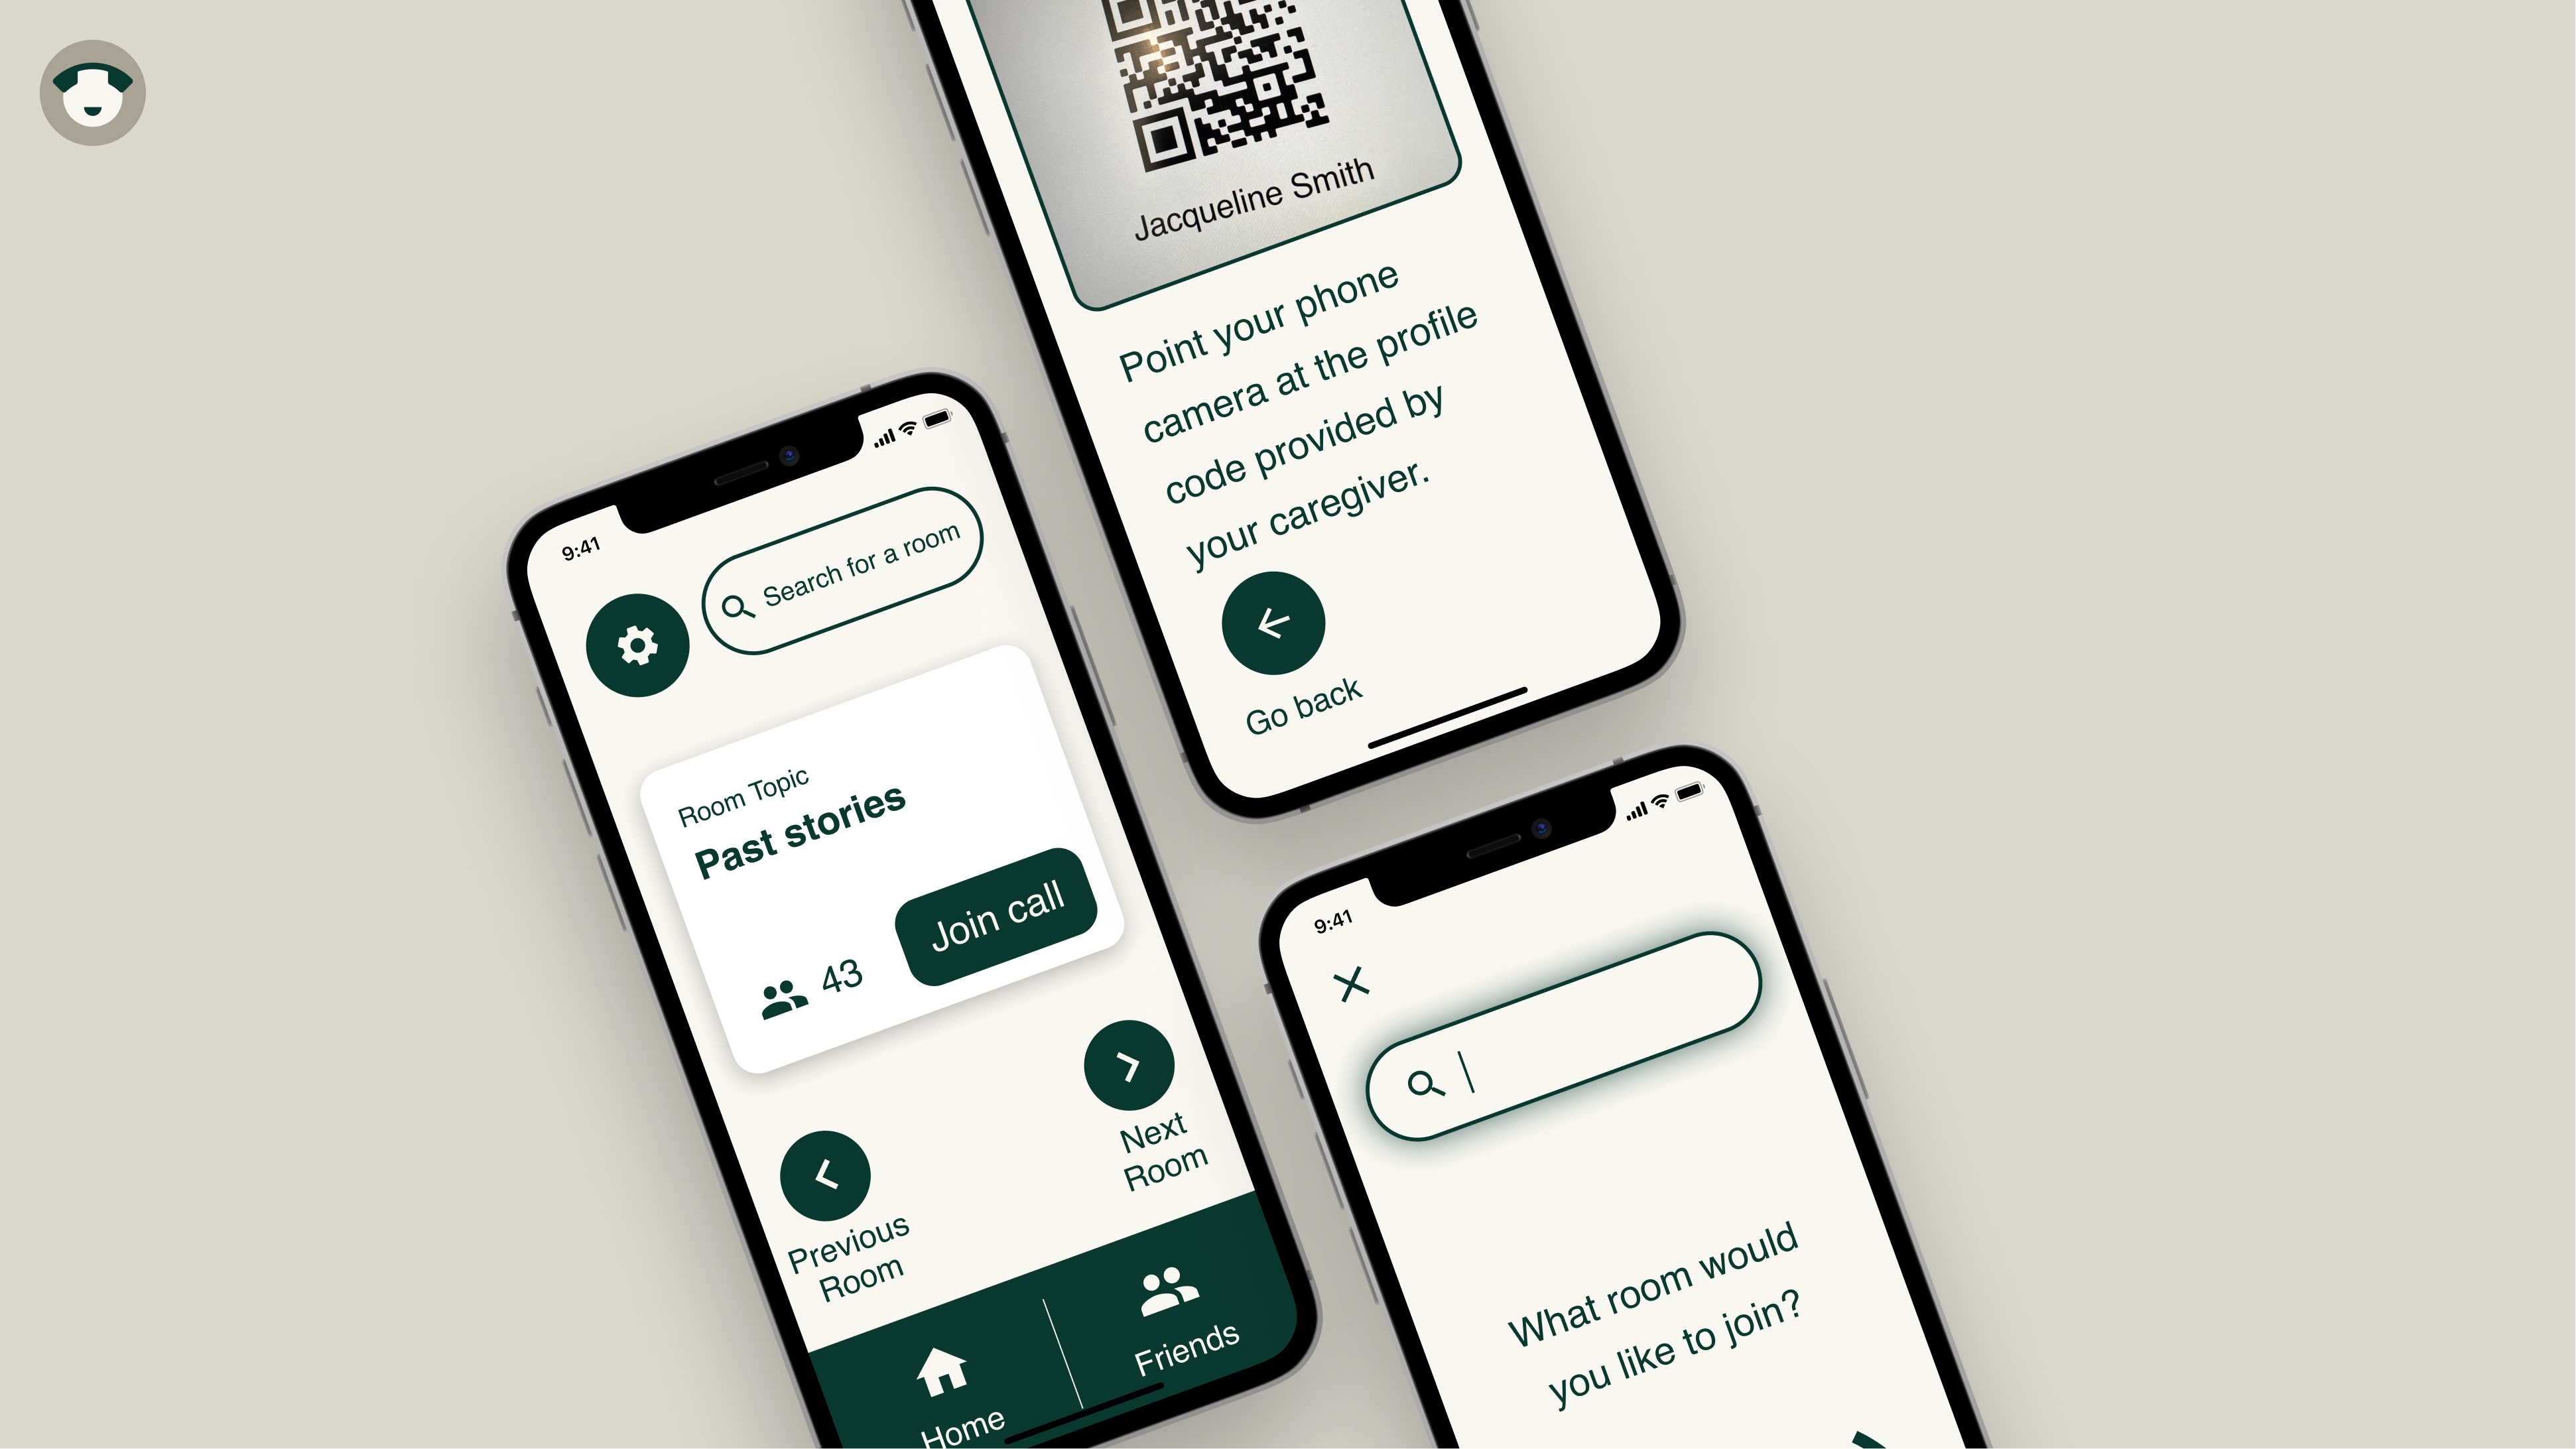 Jacqueline Smith
Point your phone
camera at the profile
code provided by
your caregiver.
Go back
9:41
Search for a room
Room Topic
Past stories
43
Join call
Next
Room
Previous
Room
Home
Friends
9:41
What room would
you like to join?